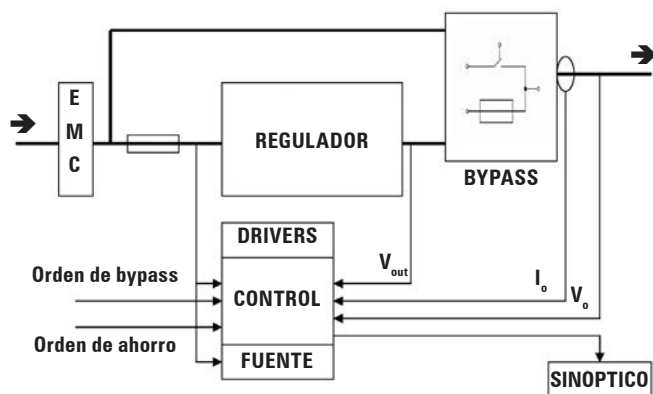 E
M
C
REGULADOR
BYPASS
DRIVERS
CONTROL
FUENTE
Orden de bypass
Orden de ahorro
Vout
Io
Vo
SINOPTICO